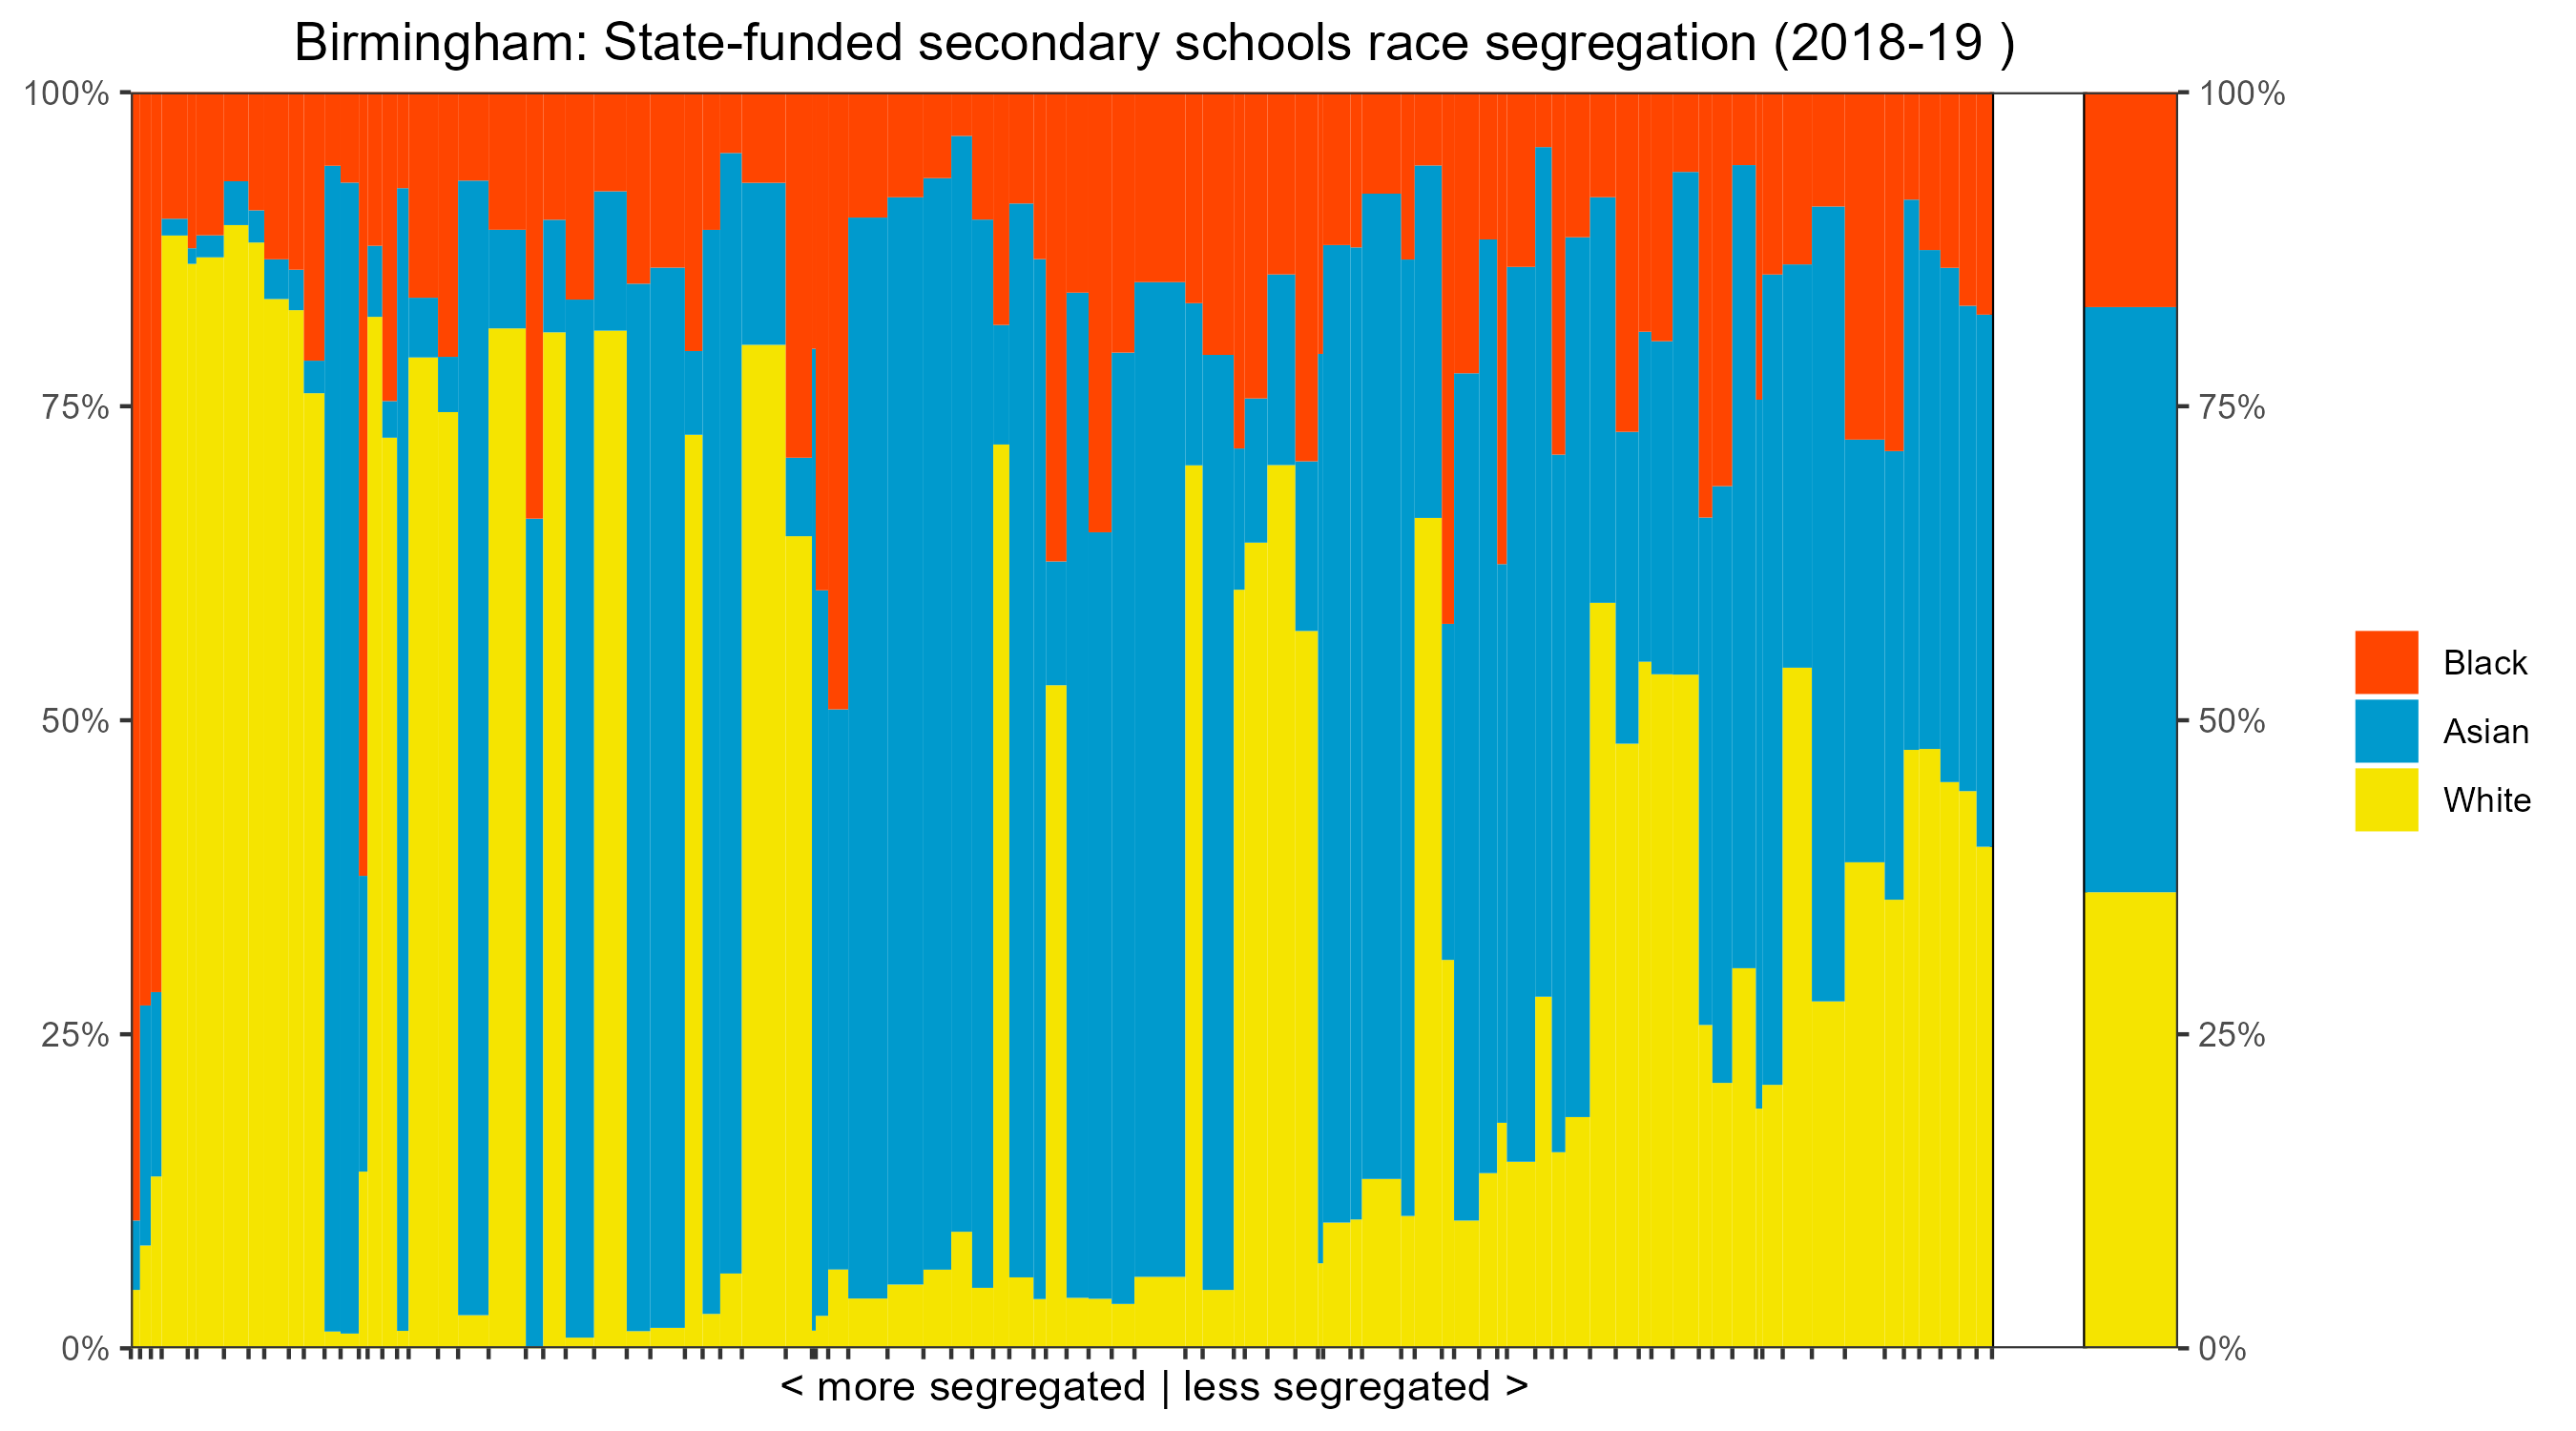 Birmingham: State-funded secondary schools race segregation (2018-19 )
100%
75%
50%
25%
0%
100%
75%
50%
25%
0%
Black
Asian
White
< more segregated | less segregated >